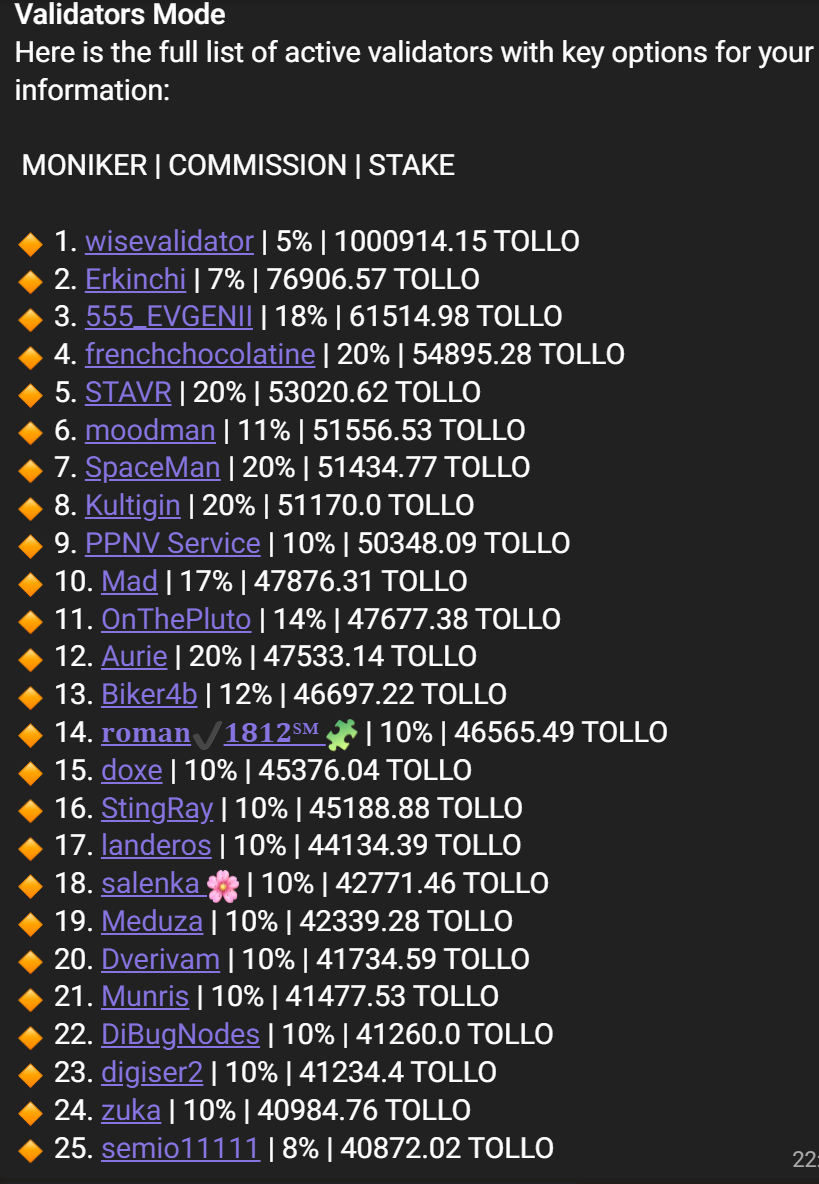 Validators Mode
Here is the full list of active validators with key options for your
information:
MONIKER | COMMISSION | STAKE
🔸 1. wisevalidator | 5% | 1000914.15 TOLLO
🔸 2. Erkinchi | 7% | 76906.57 TOLLO
🔸 3. 555_EVGENII | 18% | 61514.98 TOLLO
🔸 4. frenchchocolatine | 20% | 54895.28 TOLLO
🔸 5. STAVR | 20% | 53020.62 TOLLO
🔸 6. moodman | 11% | 51556.53 TOLLO
🔸 7. SpaceMan | 20% | 51434.77 TOLLO
🔸 8. Kultigin | 20% | 51170.0 TOLLO
🔸 9. PPNV Service | 10% | 50348.09 TOLLO
🔸 10. Mad | 17% | 47876.31 TOLLO
🔸 11. OnThePluto | 14% | 47677.38 TOLLO
🔸 12. Aurie | 20% | 47533.14 TOLLO
🔸 13. Biker4b | 12% | 46697.22 TOLLO
🔸 14. 𝐫𝐨𝐦𝐚𝐧✔️𝟏𝟖𝟏𝟐℠🧩 | 10% | 46565.49 TOLLO
🔸 15. doxe | 10% | 45376.04 TOLLO
🔸 16. StingRay | 10% | 45188.88 TOLLO
🔸 17. landeros | 10% | 44134.39 TOLLO
🔸 18. salenka 🌸 | 10% | 42771.46 TOLLO
🔸 19. Meduza | 10% | 42339.28 TOLLO
🔸 20. Dverivam | 10% | 41734.59 TOLLO
🔸 21. Munris | 10% | 41477.53 TOLLO
🔸 22. DiBugNodes | 10% | 41260.0 TOLLO
🔸 23. digiser2 | 10% | 41234.4 TOLLO
🔸 24. zuka | 10% | 40984.76 TOLLO
🔸 25. semio11111 | 8% | 40872.02 TOLLO